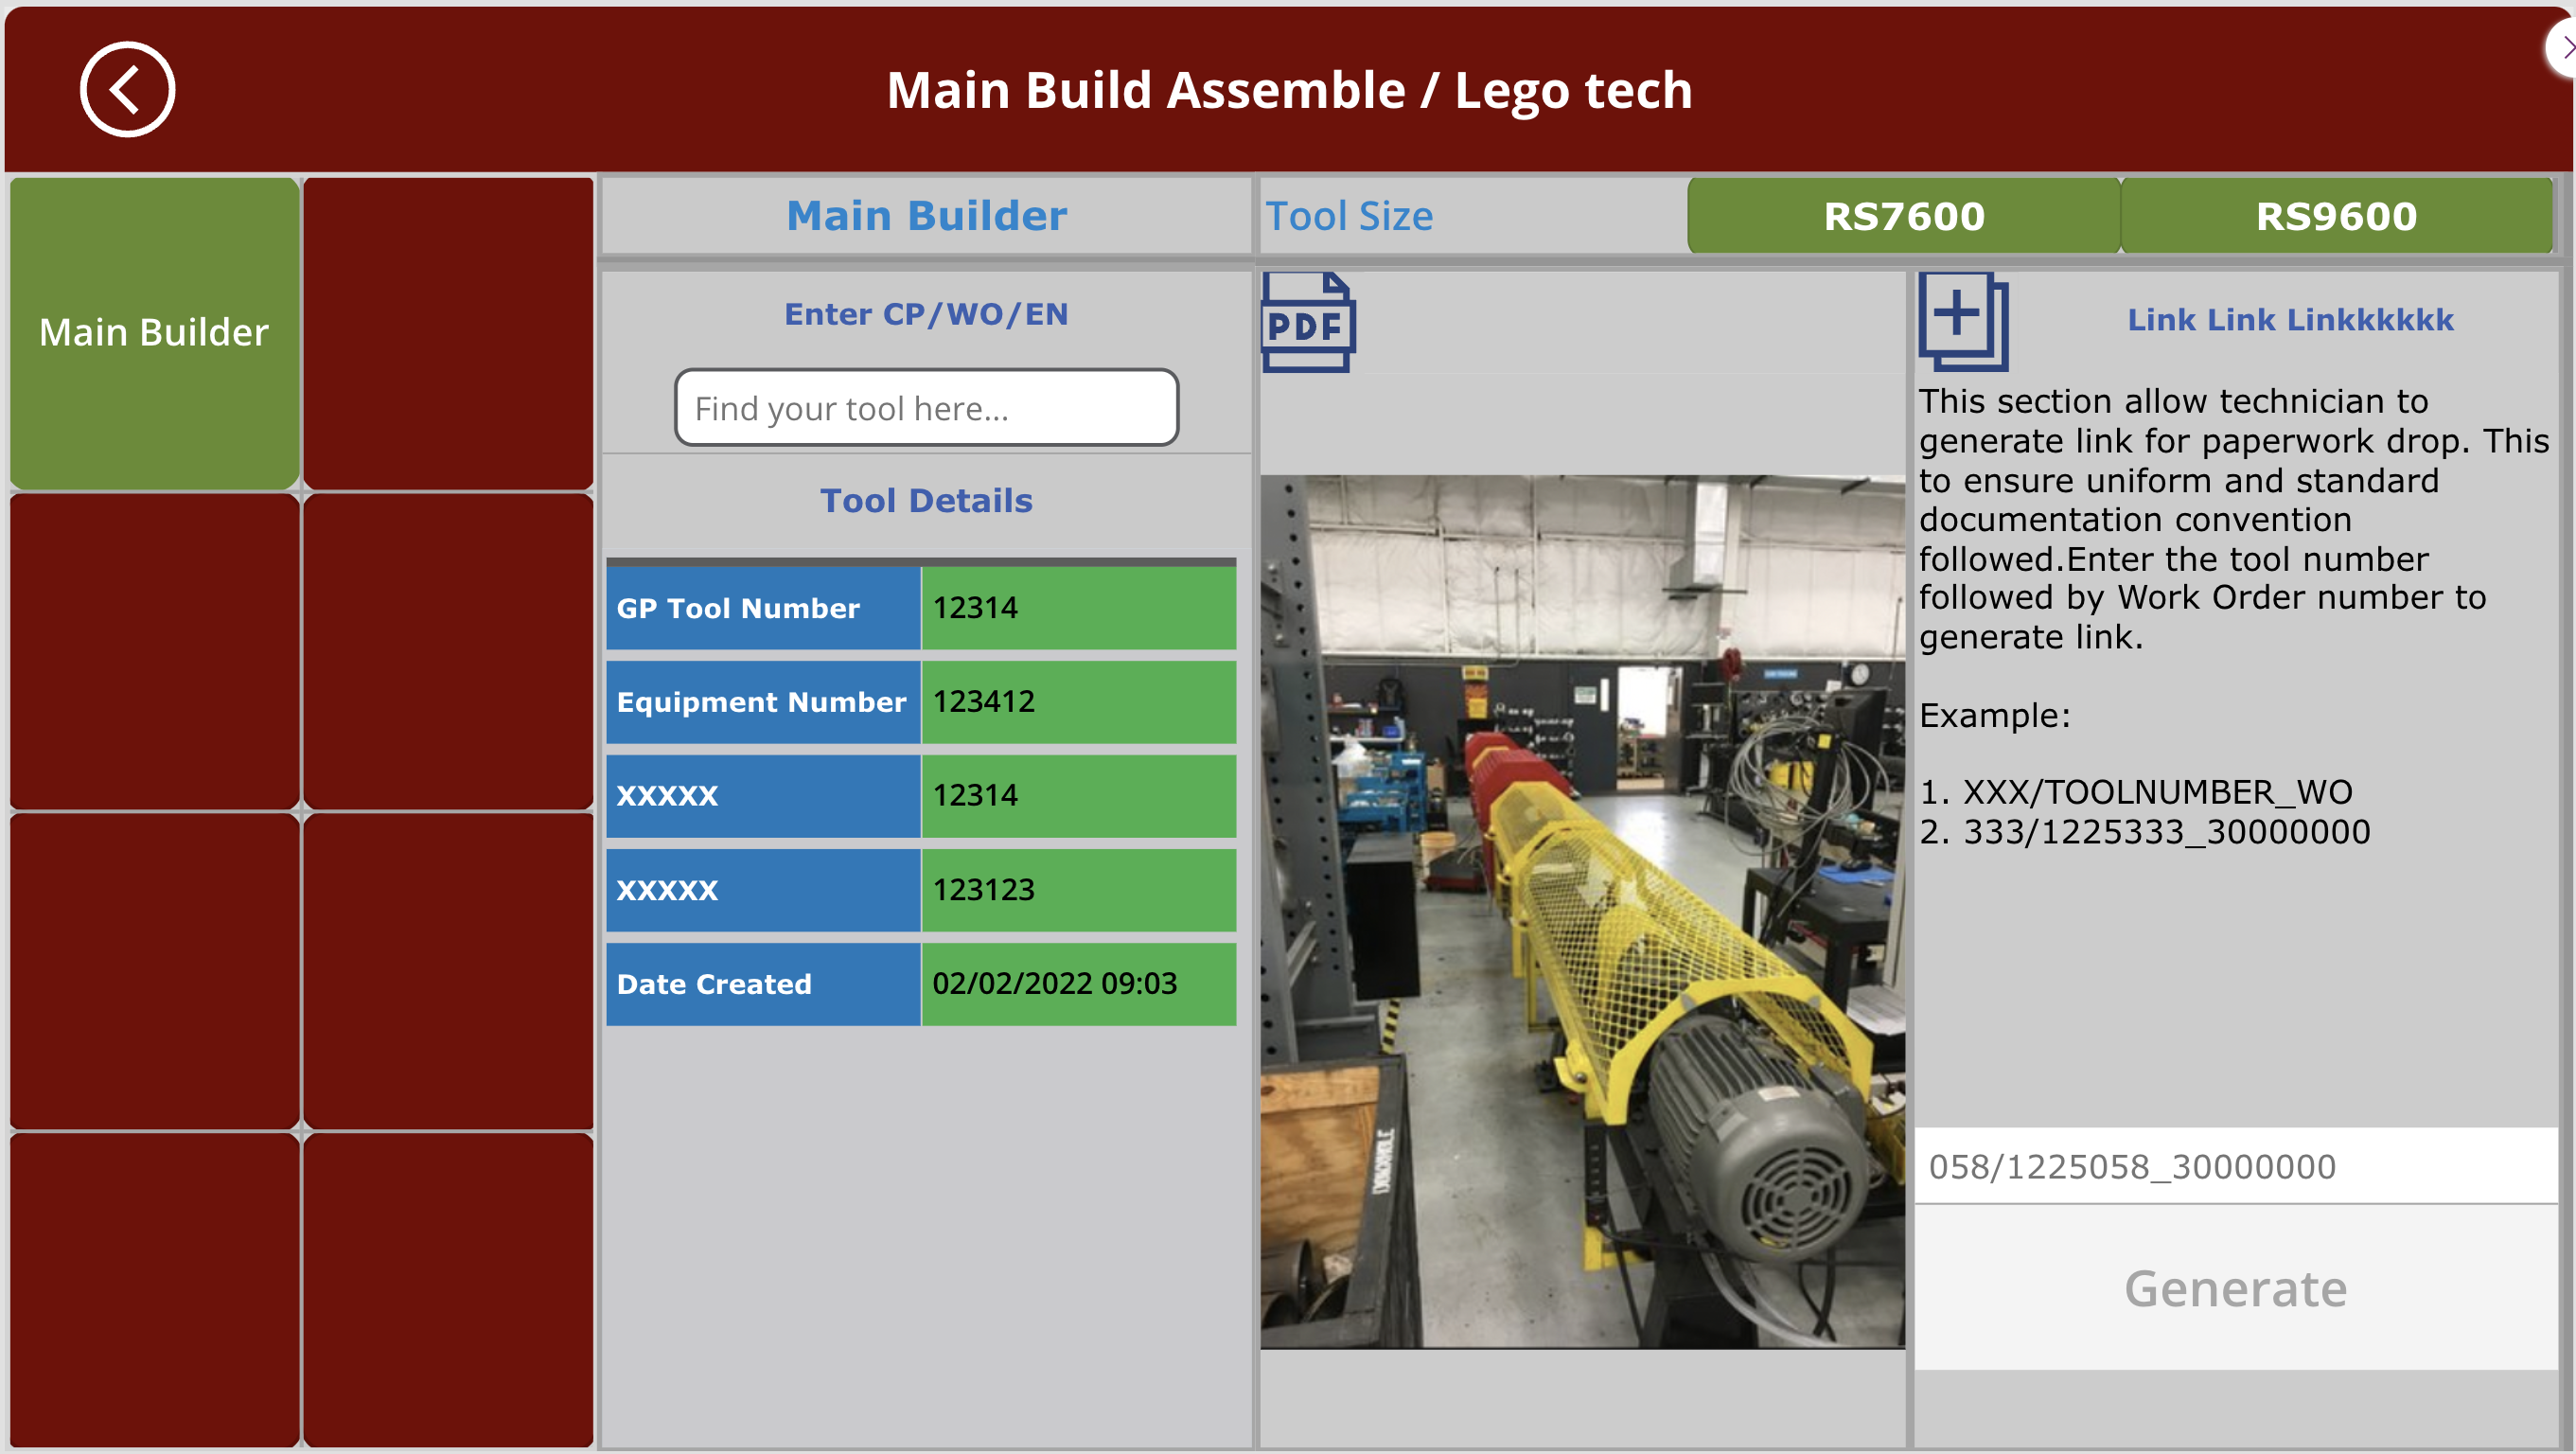 Main Build Assemble / Lego tech
Main Builder
Main Builder
Tool Size
RS7600
RS9600
Enter CP/WO/EN
Find your tool here...
Tool Details
GP Tool Number 12314
Equipment Number 123412
XXXXX 12314
XXXXX 123123
Date Created 02/02/2022 09:03
PDF
Link Link Linkkkkkk
This section allow technician to
generate link for paperwork drop. This
to ensure uniform and standard
documentation convention
followed.Enter the tool number
followed by Work Order number to
generate link.
Example:
1. XXX/TOOLNUMBER_WO
2. 333/1225333_30000000
058/1225058_30000000
Generate